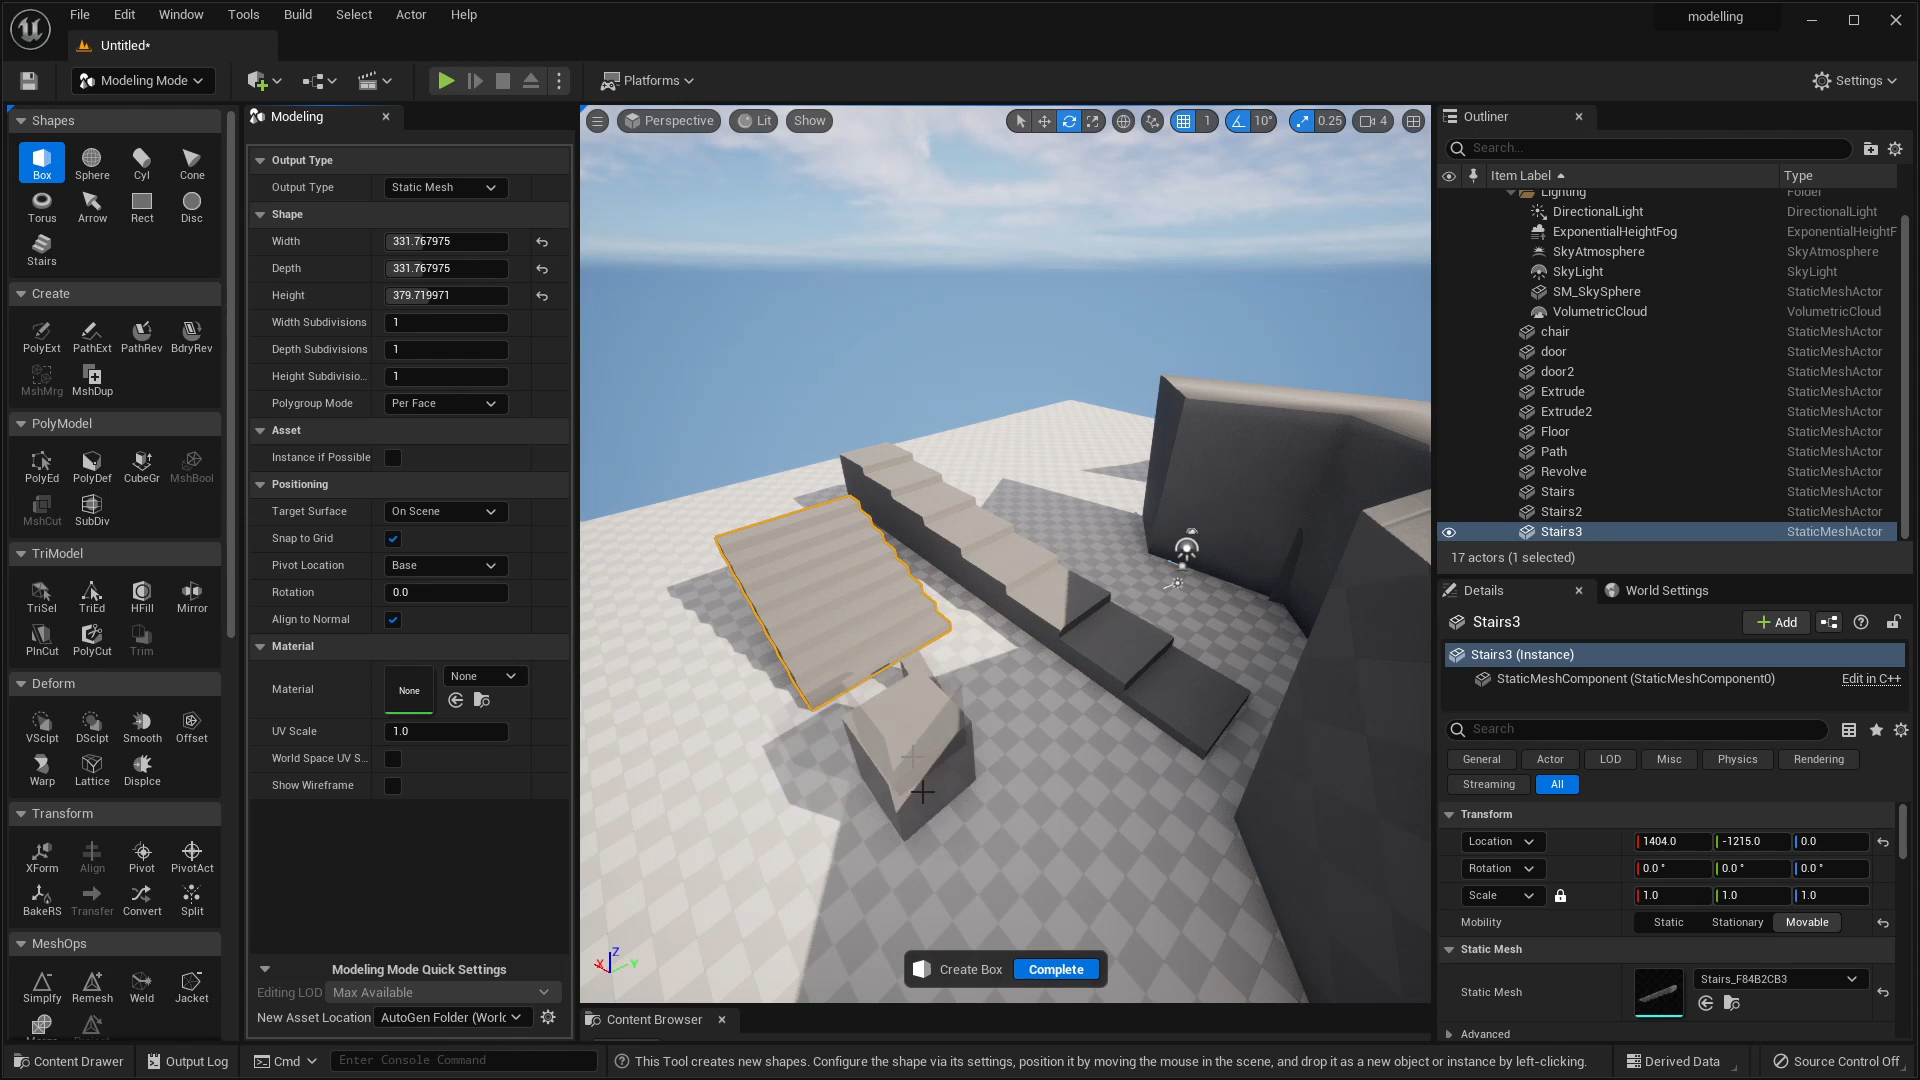 File Edit Window Tools Build Select Actor Help
modelling
Untitled*
Modeling Mode
Platforms
Settings
Shapes
Box Sphere Cyl Cone
Torus Arrow Rect Disc
Stairs
Create
PolyExt PathExt PathRev BdryRev
MshMrg MshDup
PolyModel
PolyEd PolyDef CubeGr MshBool
MshCut SubDiv
TriModel
TriSel TriEd HFill Mirror
PlnCut PolyCut Trim
Deform
VSclpt DSclpt Smooth Offset
Warp Lattice Displce
Transform
XForm Align Pivot PivotAct
BakeRS Transfer Convert Split
MeshOps
Simplfy Remesh Weld Jacket
Modeling
Output Type
Output Type Static Mesh
Shape
Width 331.767975
Depth 331.767975
Height 379.719971
Width Subdivisions 1
Depth Subdivisions 1
Height Subdivisio... 1
Polygroup Mode Per Face
Asset
Instance if Possible
Positioning
Target Surface On Scene
Snap to Grid
Pivot Location Base
Rotation 0.0
Align to Normal
Material
Material None None
UV Scale 1.0
World Space UV S...
Show Wireframe
Modeling Mode Quick Settings
Editing LOD Max Available
New Asset Location AutoGen Folder (World
Perspective Lit Show 1 10° 0.25 4
X Y Z
Create Box Complete
Content Browser
Outliner
Search...
Item Label Type
Lighting Folder
DirectionalLight DirectionalLight
ExponentialHeightFog ExponentialHeightF
SkyAtmosphere SkyAtmosphere
SkyLight SkyLight
SM_SkySphere StaticMeshActor
VolumetricCloud VolumetricCloud
chair StaticMeshActor
door StaticMeshActor
door2 StaticMeshActor
Extrude StaticMeshActor
Extrude2 StaticMeshActor
Floor StaticMeshActor
Path StaticMeshActor
Revolve StaticMeshActor
Stairs StaticMeshActor
Stairs2 StaticMeshActor
Stairs3 StaticMeshActor
17 actors (1 selected)
Details World Settings
Stairs3 Add
Stairs3 (Instance)
StaticMeshComponent (StaticMeshComponent0) Edit in C++
Search
General Actor LOD Misc Physics Rendering
Streaming All
Transform
Location 1404.0 -1215.0 0.0
Rotation 0.0 ° 0.0 ° 0.0 °
Scale 1.0 1.0 1.0
Mobility Static Stationary Movable
Static Mesh
Static Mesh Stairs_F84B2CB3
Advanced
Content Drawer Output Log Cmd Enter Console Command This Tool creates new shapes. Configure the shape via its settings, position it by moving the mouse in the scene, and drop it as a new object or instance by left-clicking. Derived Data Source Control Off